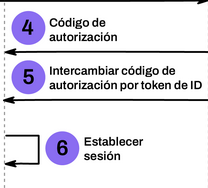 4 Código de
autorización
5 Intercambiar código de
autorización por token de ID
6 Establecer
sesión